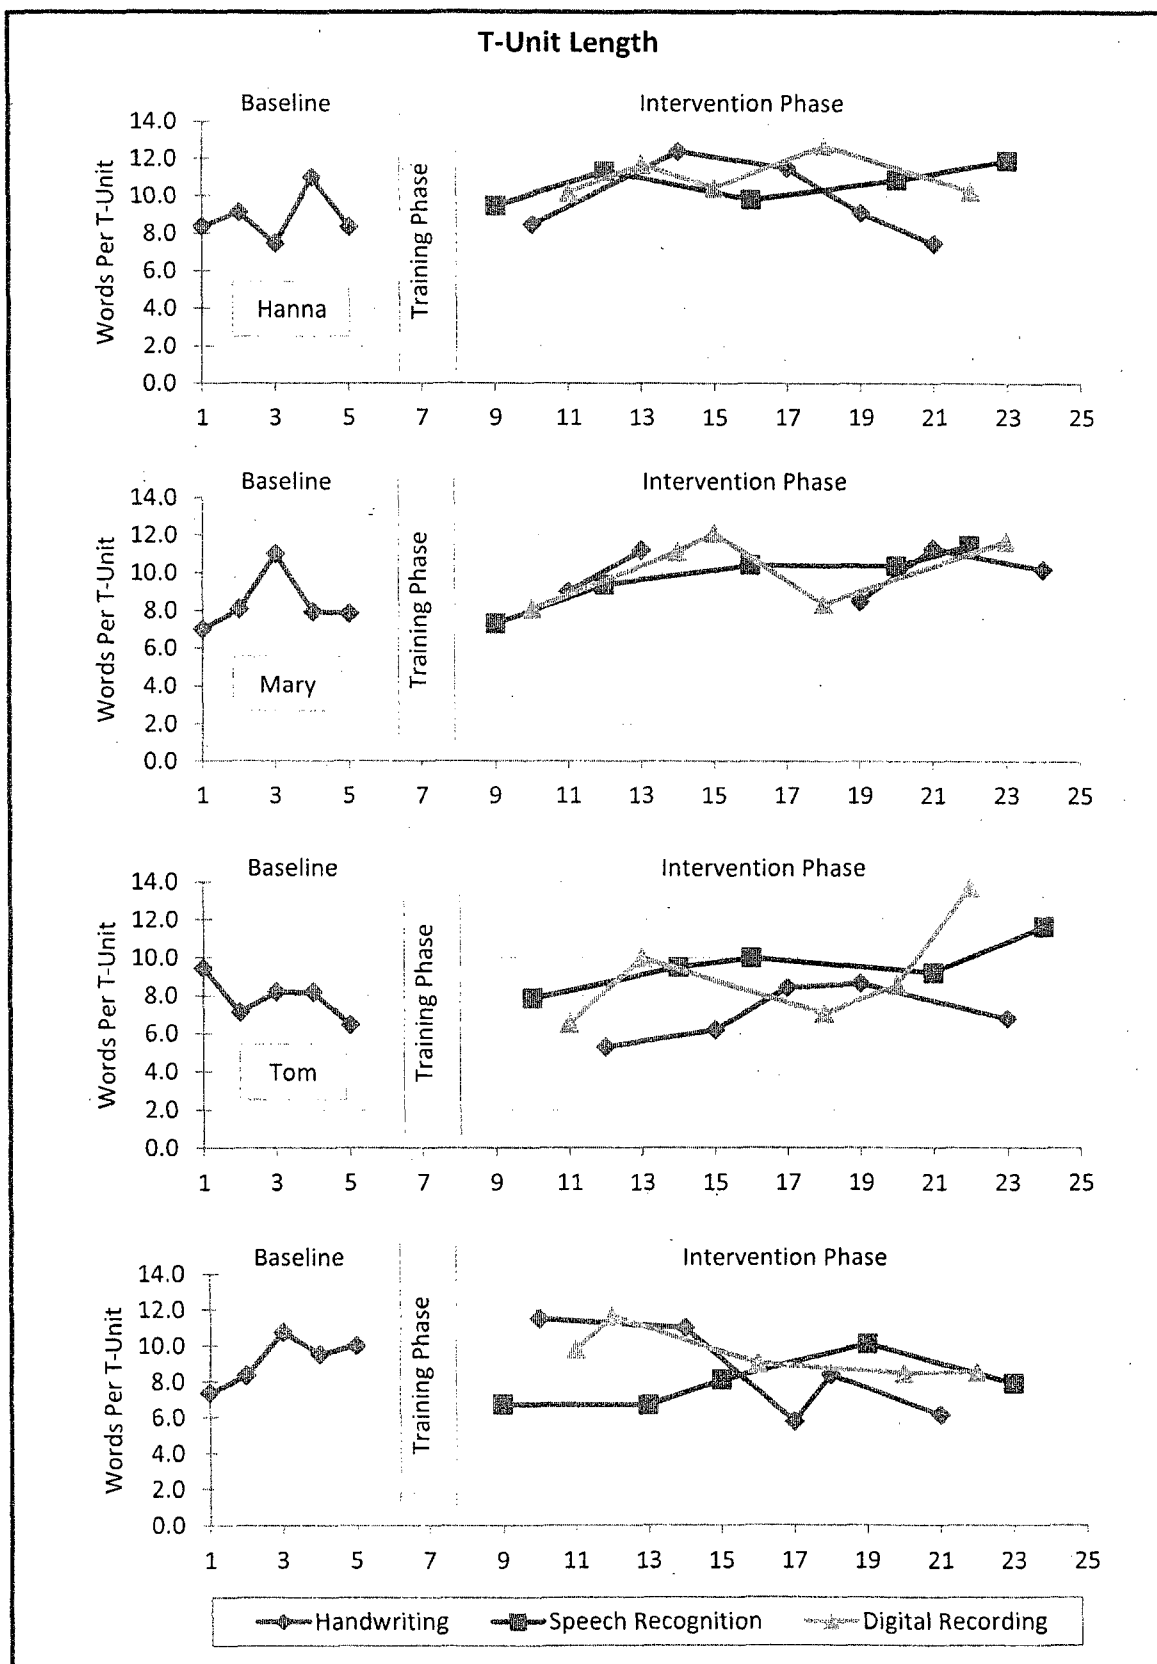 T-Unit Length
Baseline
Intervention Phase
Words Per T-Unit
14.0
12.0
10.0
8.0
6.0
4.0
2.0
0.0
Hanna
Training Phase
1 3 5 7 9 11 13 15 17 19 21 23 25
Baseline
Intervention Phase
Words Per T-Unit
14.0
12.0
10.0
8.0
6.0
4.0
2.0
0.0
Mary
Training Phase
1 3 5 7 9 11 13 15 17 19 21 23 25
Baseline
Intervention Phase
Words Per T-Unit
14.0
12.0
10.0
8.0
6.0
4.0
2.0
0.0
Tom
Training Phase
1 3 5 7 9 11 13 15 17 19 21 23 25
Baseline
Intervention Phase
Words Per T-Unit
14.0
12.0
10.0
8.0
6.0
4.0
2.0
0.0
Training Phase
1 3 5 7 9 11 13 15 17 19 21 23 25
Handwriting Speech Recognition Digital Recording